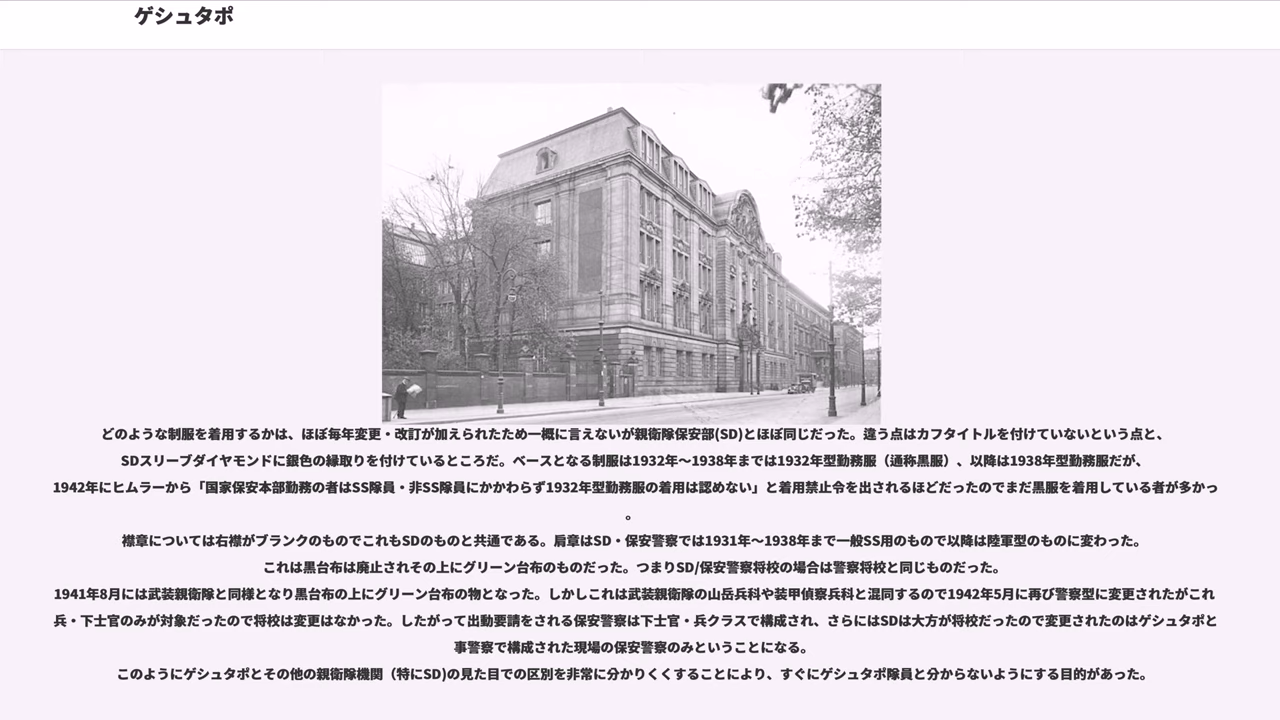 ゲシュタポ
どのような制服を着用するかは、ほぼ毎年変更・改訂が加えられたため一概に言えないが親衛隊保安部(SD)とほぼ同じだった。違う点はカフタイトルを付けていないという点と、
SDスリーブダイヤモンドに銀色の縁取りを付けているところだ。ベースとなる制服は1932年～1938年までは1932年型勤務服（通称黒服）、以降は1938年型勤務服だが、
1942年にヒムラーから「国家保安本部勤務の者はSS隊員・非SS隊員にかかわらず1932年型勤務服の着用は認めない」と着用禁止令を出されるほどだったのでまだ黒服を着用している者が多かっ
。
襟章については右襟がブランクのものでこれもSDのものと共通である。肩章はSD・保安警察では1931年～1938年まで一般SS用のもので以降は陸軍型のものに変わった。
これは黒台布は廃止されその上にグリーン台布のものだった。つまりSD/保安警察将校の場合は警察将校と同じものだった。
1941年8月には武装親衛隊と同様となり黒台布の上にグリーン台布の物となった。しかしこれは武装親衛隊の山岳兵科や装甲偵察兵科と混同するので1942年5月に再び警察型に変更されたがこれ
兵・下士官のみが対象だったので将校は変更はなかった。したがって出動要請をされる保安警察は下士官・兵クラスで構成され、さらにはSDは大方が将校だったので変更されたのはゲシュタポと
事警察で構成された現場の保安警察のみということになる。
このようにゲシュタポとその他の親衛隊機関（特にSD)の見た目での区別を非常に分かりくくすることにより、すぐにゲシュタポ隊員と分からないようにする目的があった。